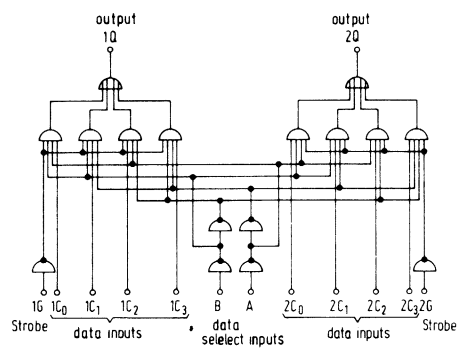 output
1Q
output
2Q
1G 1C0 1C1 1C2 1C3 B A 2C0 2C1 2C2 2C3 2G
Strobe data inputs data data inputs Strobe
selelect inputs